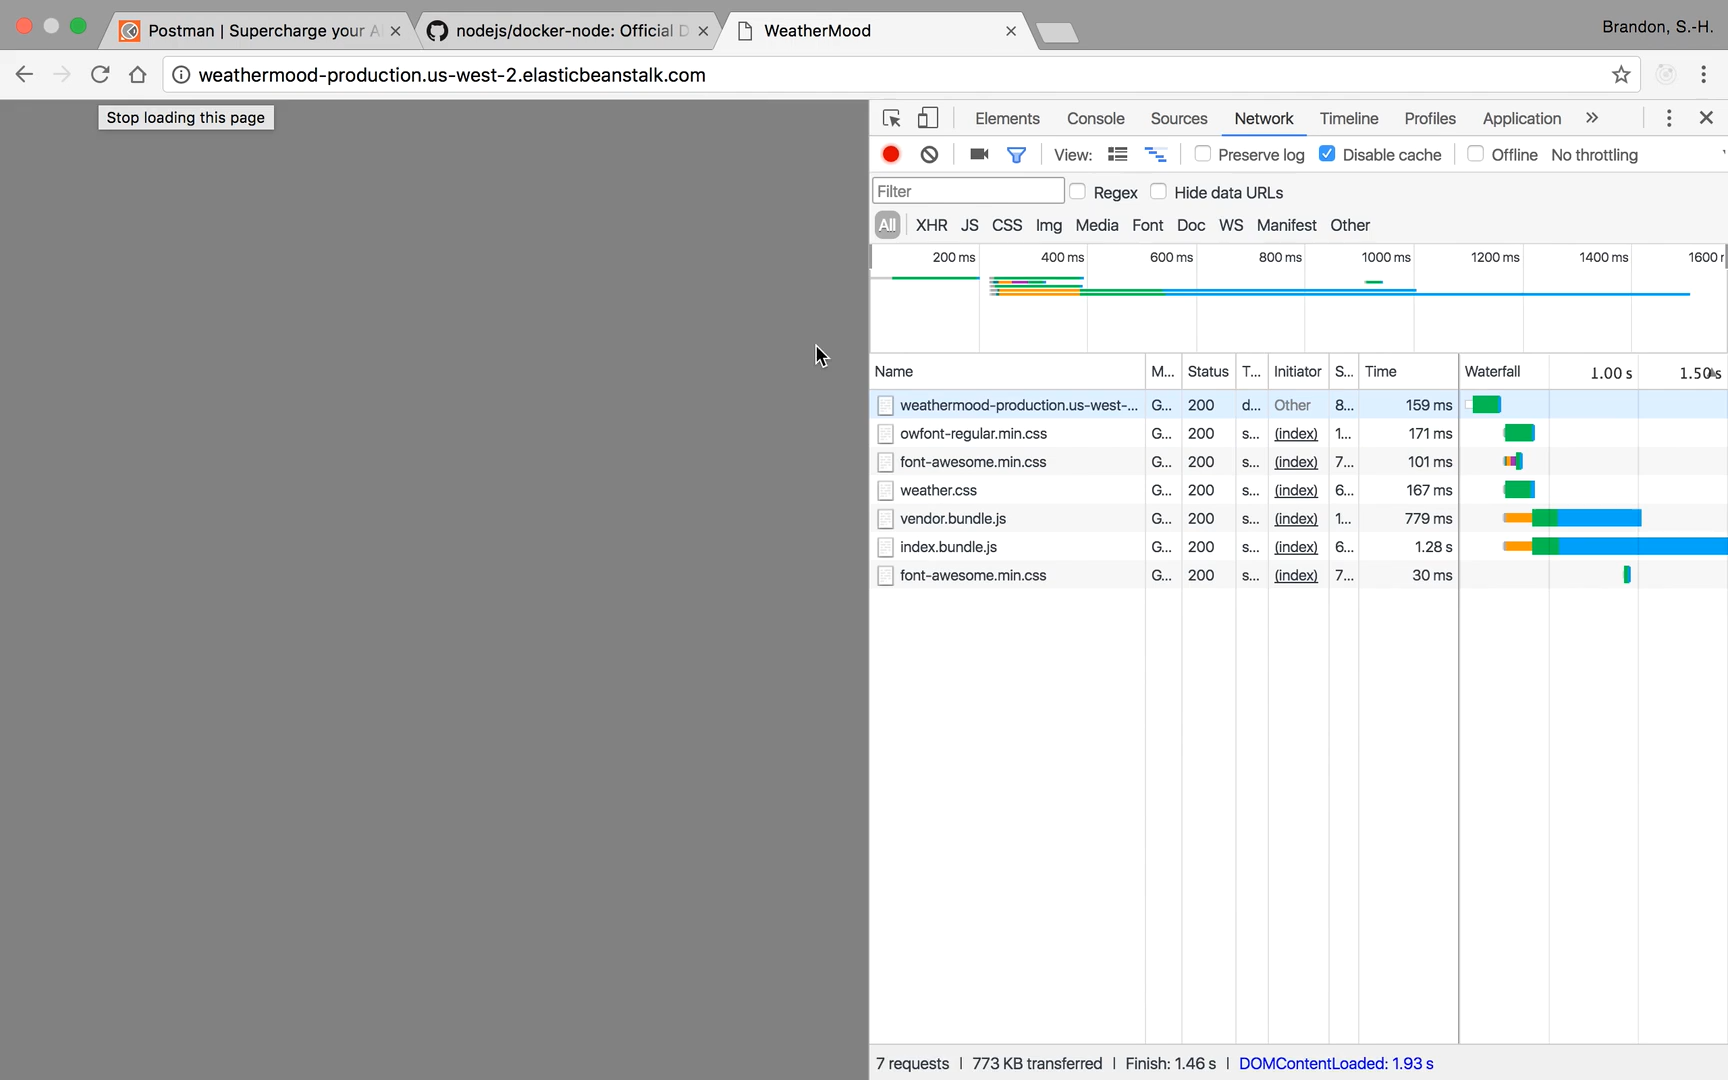 Postman | Supercharge your A
nodejs/docker-node: Official D
WeatherMood
Brandon, S.-H.
weathermood-production.us-west-2.elasticbeanstalk.com
Stop loading this page
Elements Console Sources Network Timeline Profiles Application »
View: Preserve log Disable cache Offline No throttling
Filter Regex Hide data URLs
All XHR JS CSS Img Media Font Doc WS Manifest Other
200 ms 400 ms 600 ms 800 ms 1000 ms 1200 ms 1400 ms 1600 r
Name M... Status T... Initiator S... Time Waterfall 1.00 s 1.50 s
weathermood-production.us-west-... G... 200 d... Other 8... 159 ms
owfont-regular.min.css G... 200 s... (index) 1... 171 ms
font-awesome.min.css G... 200 s... (index) 7... 101 ms
weather.css G... 200 s... (index) 6... 167 ms
vendor.bundle.js G... 200 s... (index) 1... 779 ms
index.bundle.js G... 200 s... (index) 6... 1.28 s
font-awesome.min.css G... 200 s... (index) 7... 30 ms
7 requests | 773 KB transferred | Finish: 1.46 s | DOMContentLoaded: 1.93 s